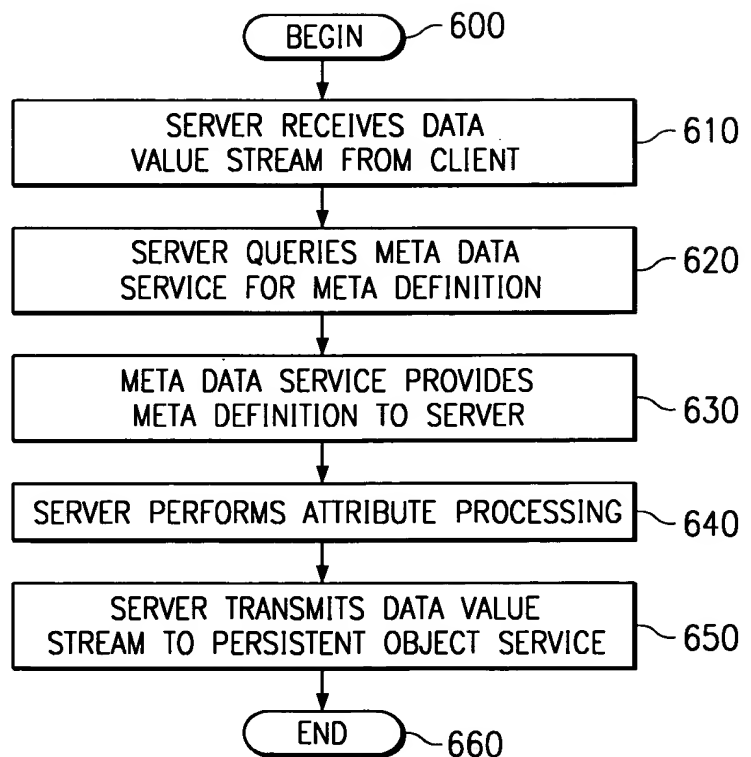 BEGIN
600
SERVER RECEIVES DATA
VALUE STREAM FROM CLIENT
610
SERVER QUERIES META DATA
SERVICE FOR META DEFINITION
620
META DATA SERVICE PROVIDES
META DEFINITION TO SERVER
630
SERVER PERFORMS ATTRIBUTE PROCESSING
640
SERVER TRANSMITS DATA VALUE
STREAM TO PERSISTENT OBJECT SERVICE
650
END
660